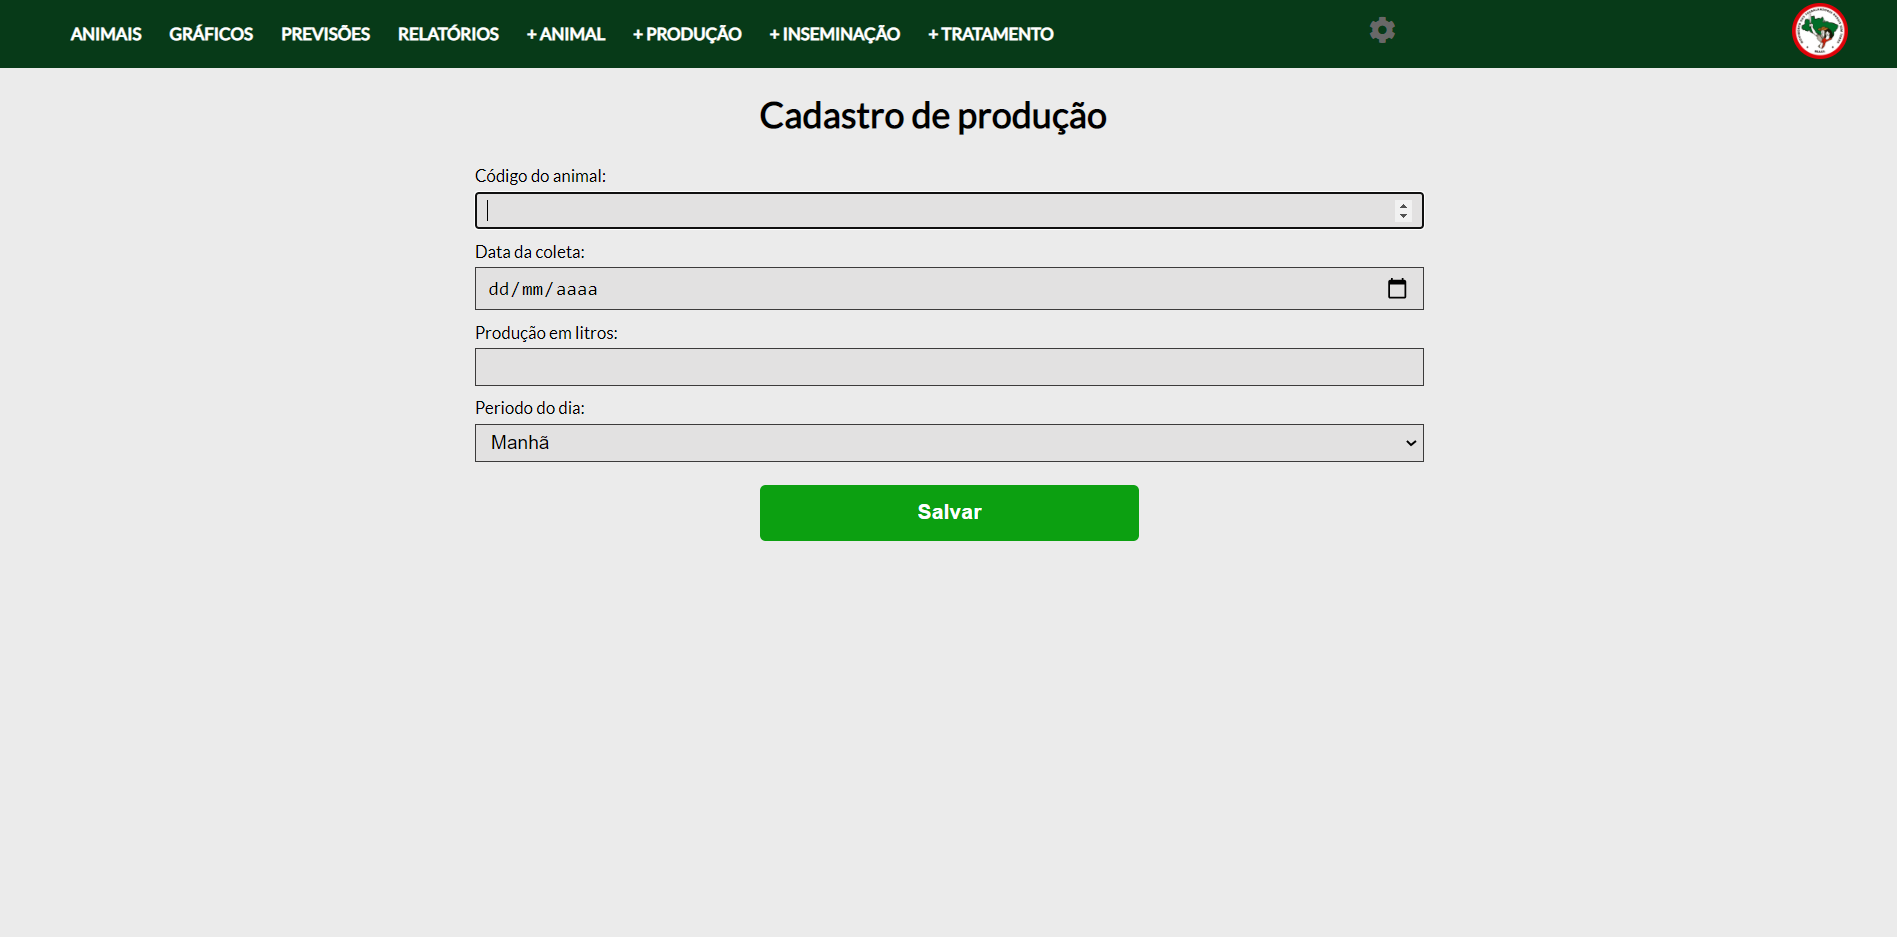 ANIMAIS GRÁFICOS PREVISÕES RELATÓRIOS + ANIMAL + PRODUÇÃO + INSEMINAÇÃO + TRATAMENTO
Cadastro de produção
Código do animal:
Data da coleta:
dd/mm/aaaa
Produção em litros:
Periodo do dia:
Manhã
Salvar